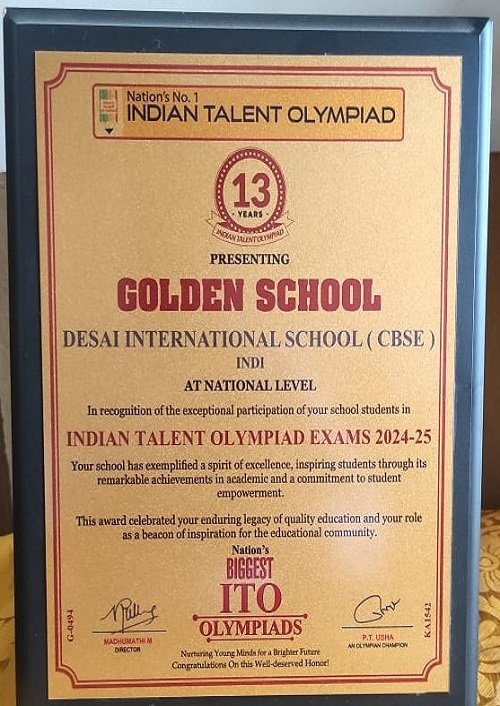 Nation's No. 1
INDIAN TALENT OLYMPIAD
13
- YEARS -
INDIAN TALENT OLYMPIAD
PRESENTING
GOLDEN SCHOOL
DESAI INTERNATIONAL SCHOOL ( CBSE )
INDI
AT NATIONAL LEVEL
In recognition of the exceptional participation of your school students in
INDIAN TALENT OLYMPIAD EXAMS 2024-25
Your school has exemplified a spirit of excellence, inspiring students through its
remarkable achievements in academic and a commitment to student
empowerment.
This award celebrated your enduring legacy of quality education and your role
as a beacon of inspiration for the educational community.
Nation's
BIGGEST
ITO
OLYMPIADS
G-0494
MADHUMATHI M
DIRECTOR
P.T. USHA
AN OLYMPIAN CHAMPION
KA1542
Nurturing Young Minds for a Brighter Future
Congratulations On this Well-deserved Honor!